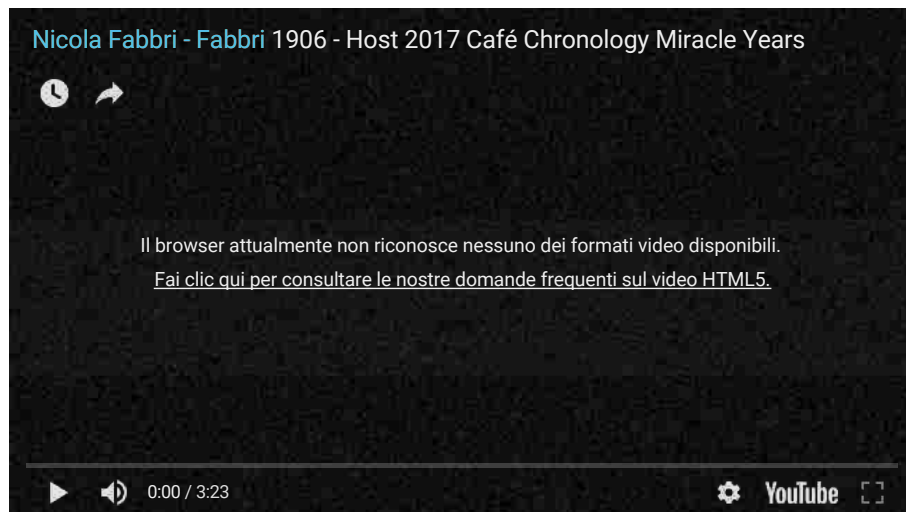 Nicola Fabbri - Fabbri 1906 - Host 2017 Café Chronology Miracle Years
Il browser attualmente non riconosce nessuno dei formati video disponibili.
Fai clic qui per consultare le nostre domande frequenti sul video HTML5.
0:00 / 3:23
YouTube